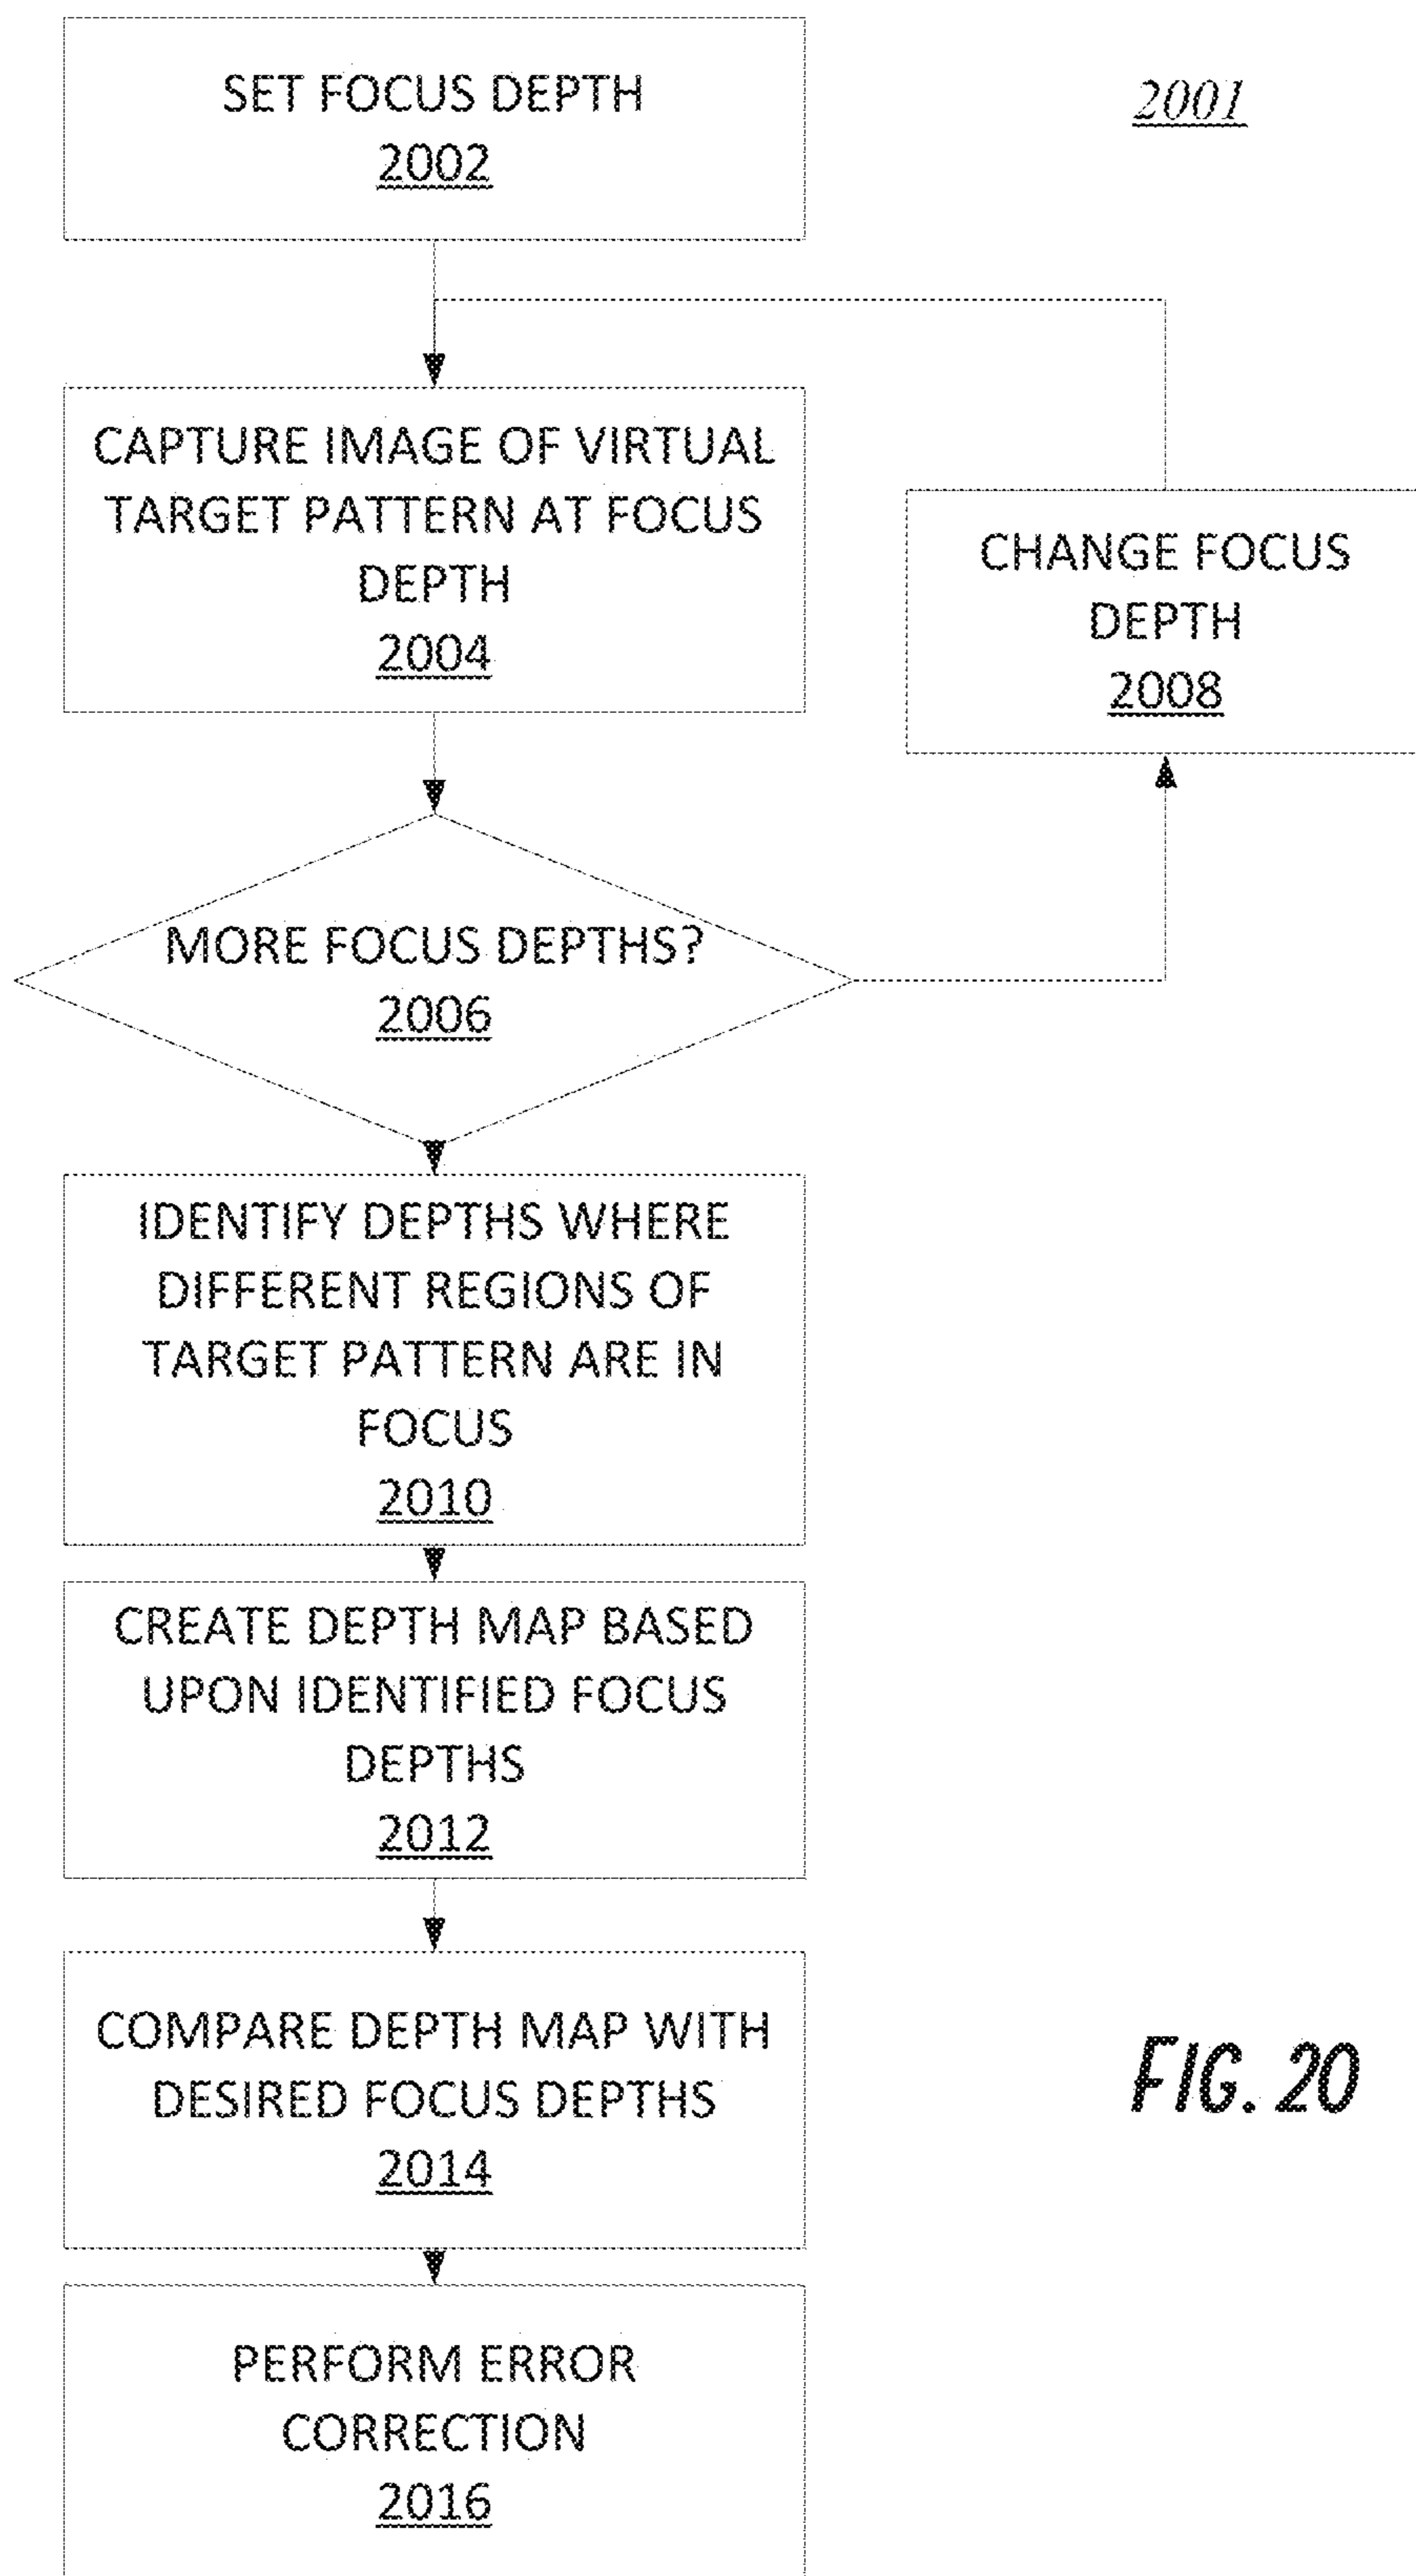 SET FOCUS DEPTH
2002
2001
CAPTURE IMAGE OF VIRTUAL
TARGET PATTERN AT FOCUS
DEPTH
2004
CHANGE FOCUS
DEPTH
2008
MORE FOCUS DEPTHS?
2006
IDENTIFY DEPTHS WHERE
DIFFERENT REGIONS OF
TARGET PATTERN ARE IN
FOCUS
2010
CREATE DEPTH MAP BASED
UPON IDENTIFIED FOCUS
DEPTHS
2012
COMPARE DEPTH MAP WITH
DESIRED FOCUS DEPTHS
2014
FIG. 20
PERFORM ERROR
CORRECTION
2016